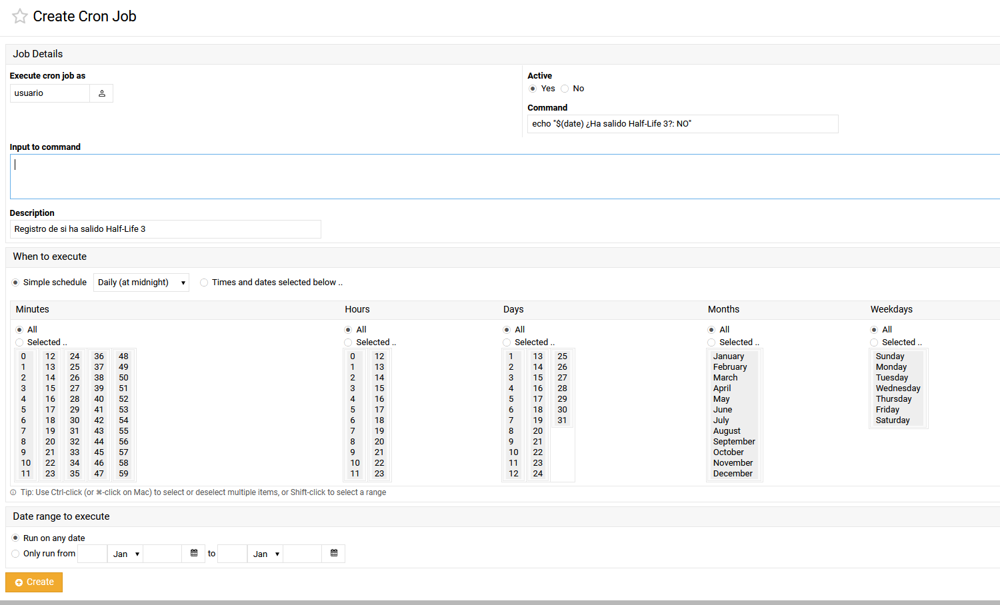 Create Cron Job
Job Details
Execute cron job as
usuario
Active
Yes No
Command
echo "$(date) ¿Ha salido Half-Life 3?: NO"
Input to command
Description
Registro de si ha salido Half-Life 3
When to execute
Simple schedule Daily (at midnight) Times and dates selected below ..
Minutes Hours Days Months Weekdays
All All All All All
Selected .. Selected .. Selected .. Selected .. Selected ..
0 12 24 36 48 0 12 1 13 25 January Sunday
1 13 25 37 49 1 13 2 14 26 February Monday
2 14 26 38 50 2 14 3 15 27 March Tuesday
3 15 27 39 51 3 15 4 16 28 April Wednesday
4 16 28 40 52 4 16 5 17 29 May Thursday
5 17 29 41 53 5 17 6 18 30 June Friday
6 18 30 42 54 6 18 7 19 31 July Saturday
7 19 31 43 55 7 19 8 20 August
8 20 32 44 56 8 20 9 21 September
9 21 33 45 57 9 21 10 22 October
10 22 34 46 58 10 22 11 23 November
11 23 35 47 59 11 23 12 24 December
Tip: Use Ctrl-click (or ⌘-click on Mac) to select or deselect multiple items, or Shift-click to select a range
Date range to execute
Run on any date
Only run from Jan to Jan
Create